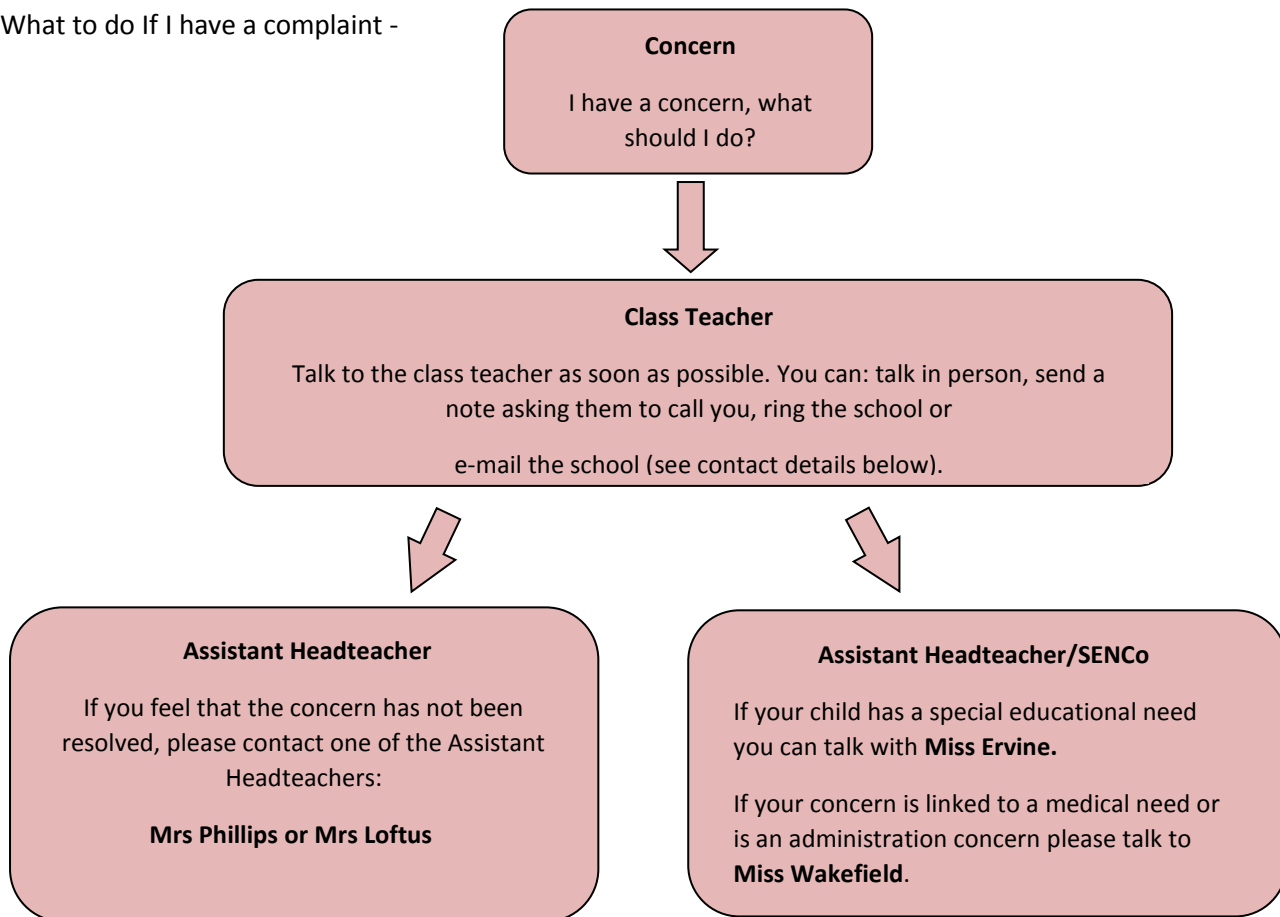 What to do If I have a complaint -
Concern
I have a concern, what
should I do?
Class Teacher
Talk to the class teacher as soon as possible. You can: talk in person, send a
note asking them to call you, ring the school or
e-mail the school (see contact details below).
Assistant Headteacher
If you feel that the concern has not been
resolved, please contact one of the Assistant
Headteachers:
Mrs Phillips or Mrs Loftus
Assistant Headteacher/SENCo
If your child has a special educational need
you can talk with Miss Ervine.
If your concern is linked to a medical need or
is an administration concern please talk to
Miss Wakefield.